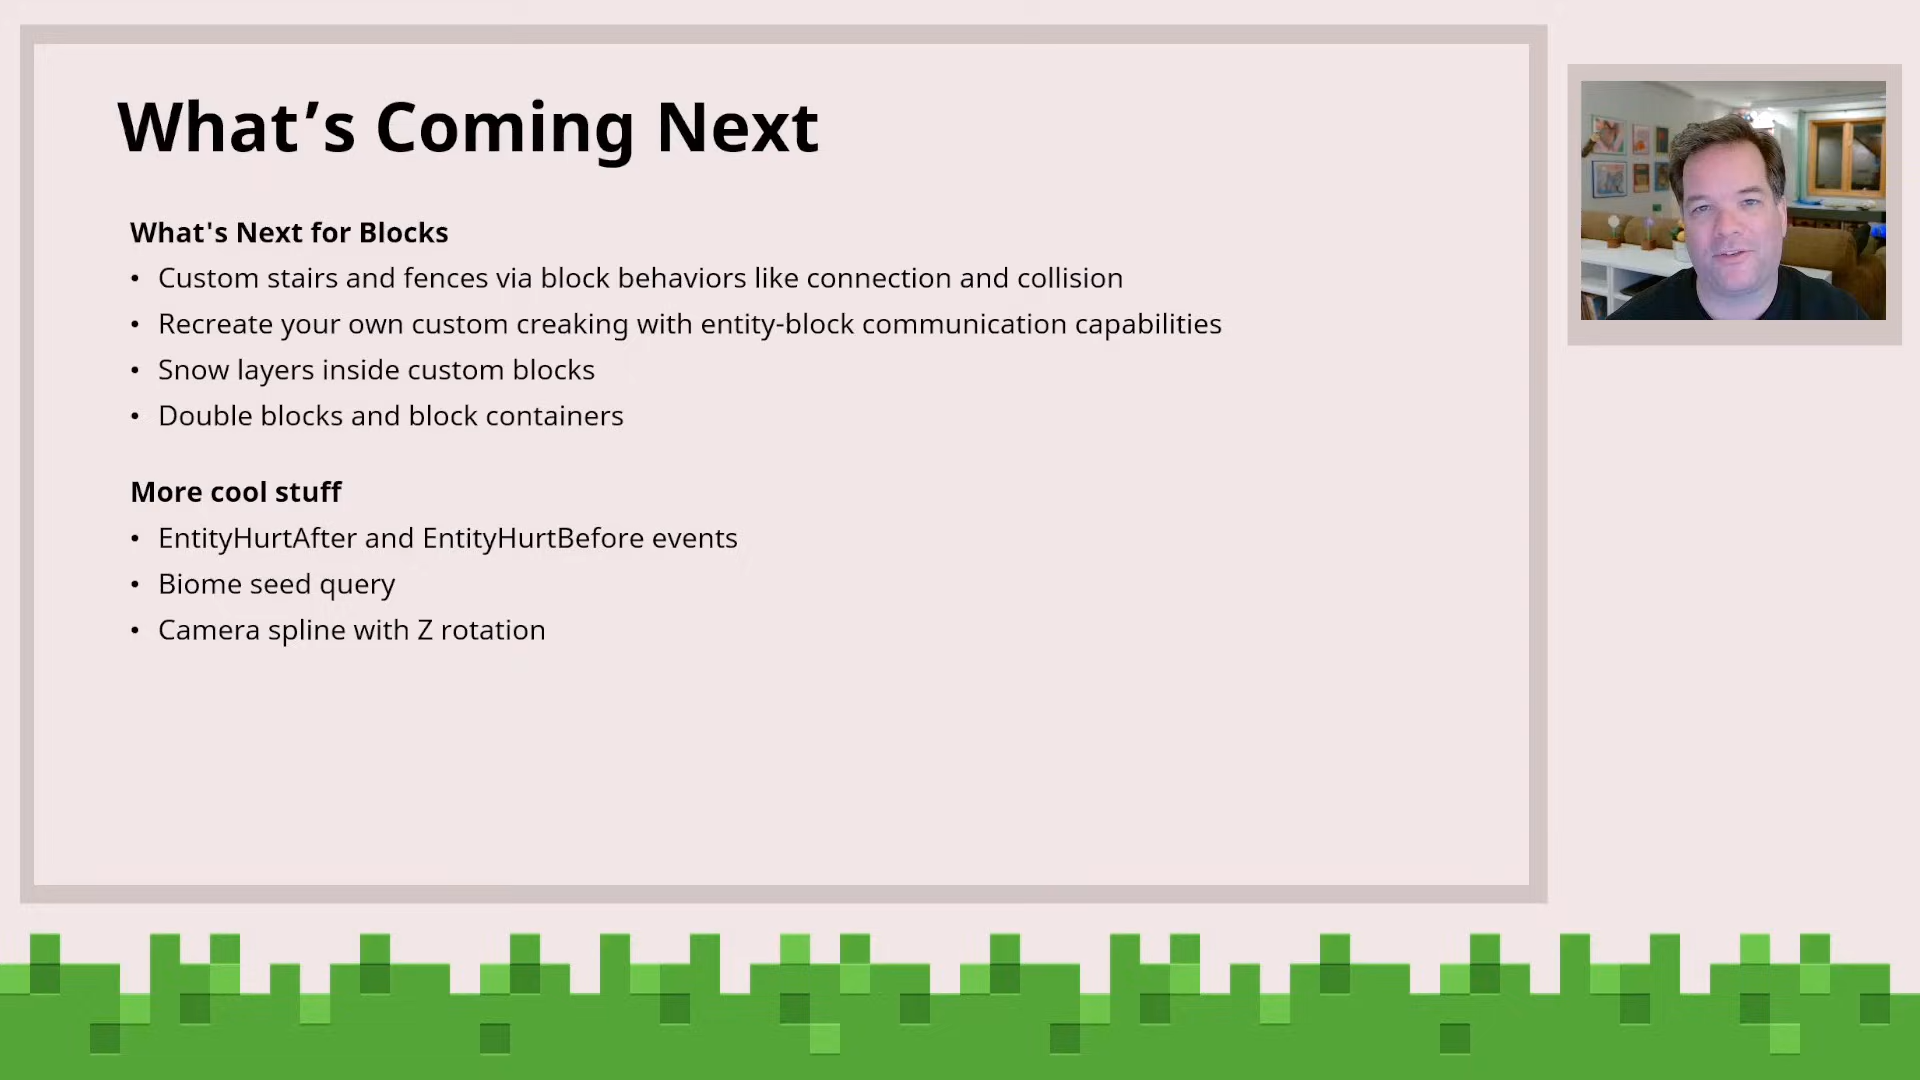 What’s Coming Next
What's Next for Blocks
• Custom stairs and fences via block behaviors like connection and collision
• Recreate your own custom creaking with entity-block communication capabilities
• Snow layers inside custom blocks
• Double blocks and block containers
More cool stuff
• EntityHurtAfter and EntityHurtBefore events
• Biome seed query
• Camera spline with Z rotation